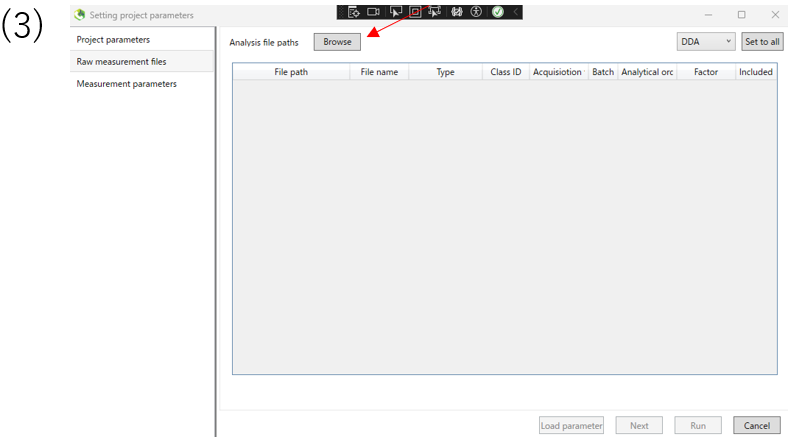 (3)
Setting project parameters
Project parameters
Raw measurement files
Measurement parameters
Analysis file paths Browse DDA Set to all
File path File name Type Class ID Acquisiotion Batch Analytical orc Factor Included
Load parameter Next Run Cancel